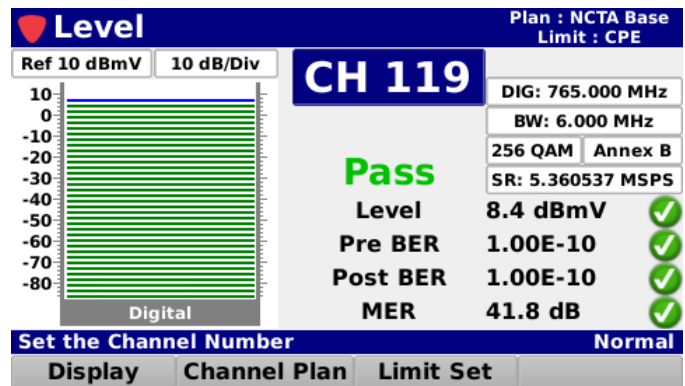 Level
Plan : NCTA Base
Limit : CPE
Ref 10 dBmV
10 dB/Div
10
0
-10
-20
-30
-40
-50
-60
-70
-80
Digital
CH 119
DIG: 765.000 MHz
BW: 6.000 MHz
256 QAM Annex B
SR: 5.360537 MSPS
Pass
Level 8.4 dBmV
Pre BER 1.00E-10
Post BER 1.00E-10
MER 41.8 dB
Set the Channel Number Normal
Display Channel Plan Limit Set